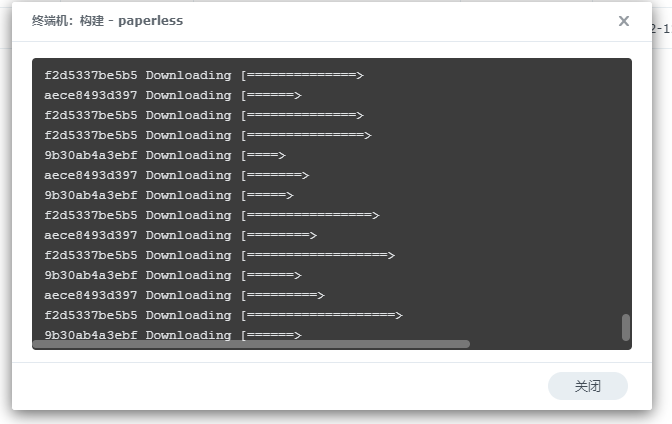 终端机：构建 - paperless
2-1
f2d5337be5b5 Downloading [==============>
aece8493d397 Downloading [======>
f2d5337be5b5 Downloading [==============>
f2d5337be5b5 Downloading [===============>
9b30ab4a3ebf Downloading [====>
aece8493d397 Downloading [=======>
9b30ab4a3ebf Downloading [=====>
f2d5337be5b5 Downloading [================>
aece8493d397 Downloading [========>
f2d5337be5b5 Downloading [==================>
9b30ab4a3ebf Downloading [======>
aece8493d397 Downloading [=========>
f2d5337be5b5 Downloading [===================>
9b30ab4a3ebf Downloading [======>
关闭